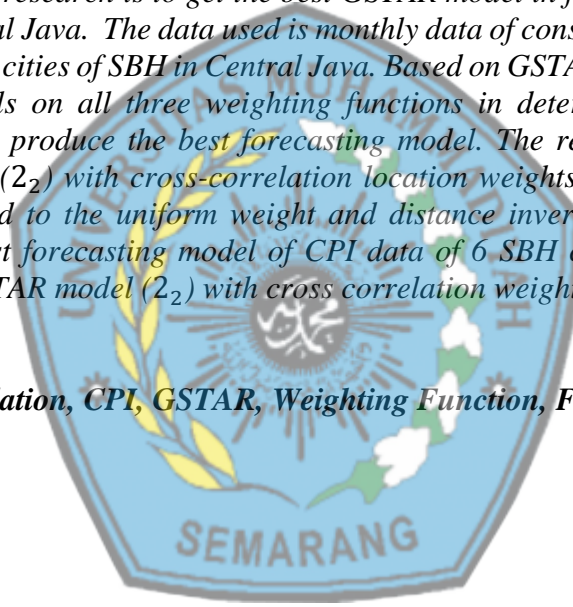 research is to get the best GSTAR model in f
al Java. The data used is monthly data of cons
cities of SBH in Central Java. Based on GSTA
ls on all three weighting functions in deter
produce the best forecasting model. The re
(2₂) with cross-correlation location weights
d to the uniform weight and distance inver
t forecasting model of CPI data of 6 SBH c
TAR model (2₂) with cross correlation weight
lation, CPI, GSTAR, Weighting Function, F
UNIVERSITAS MUHAMMADIYAH
SEMARANG